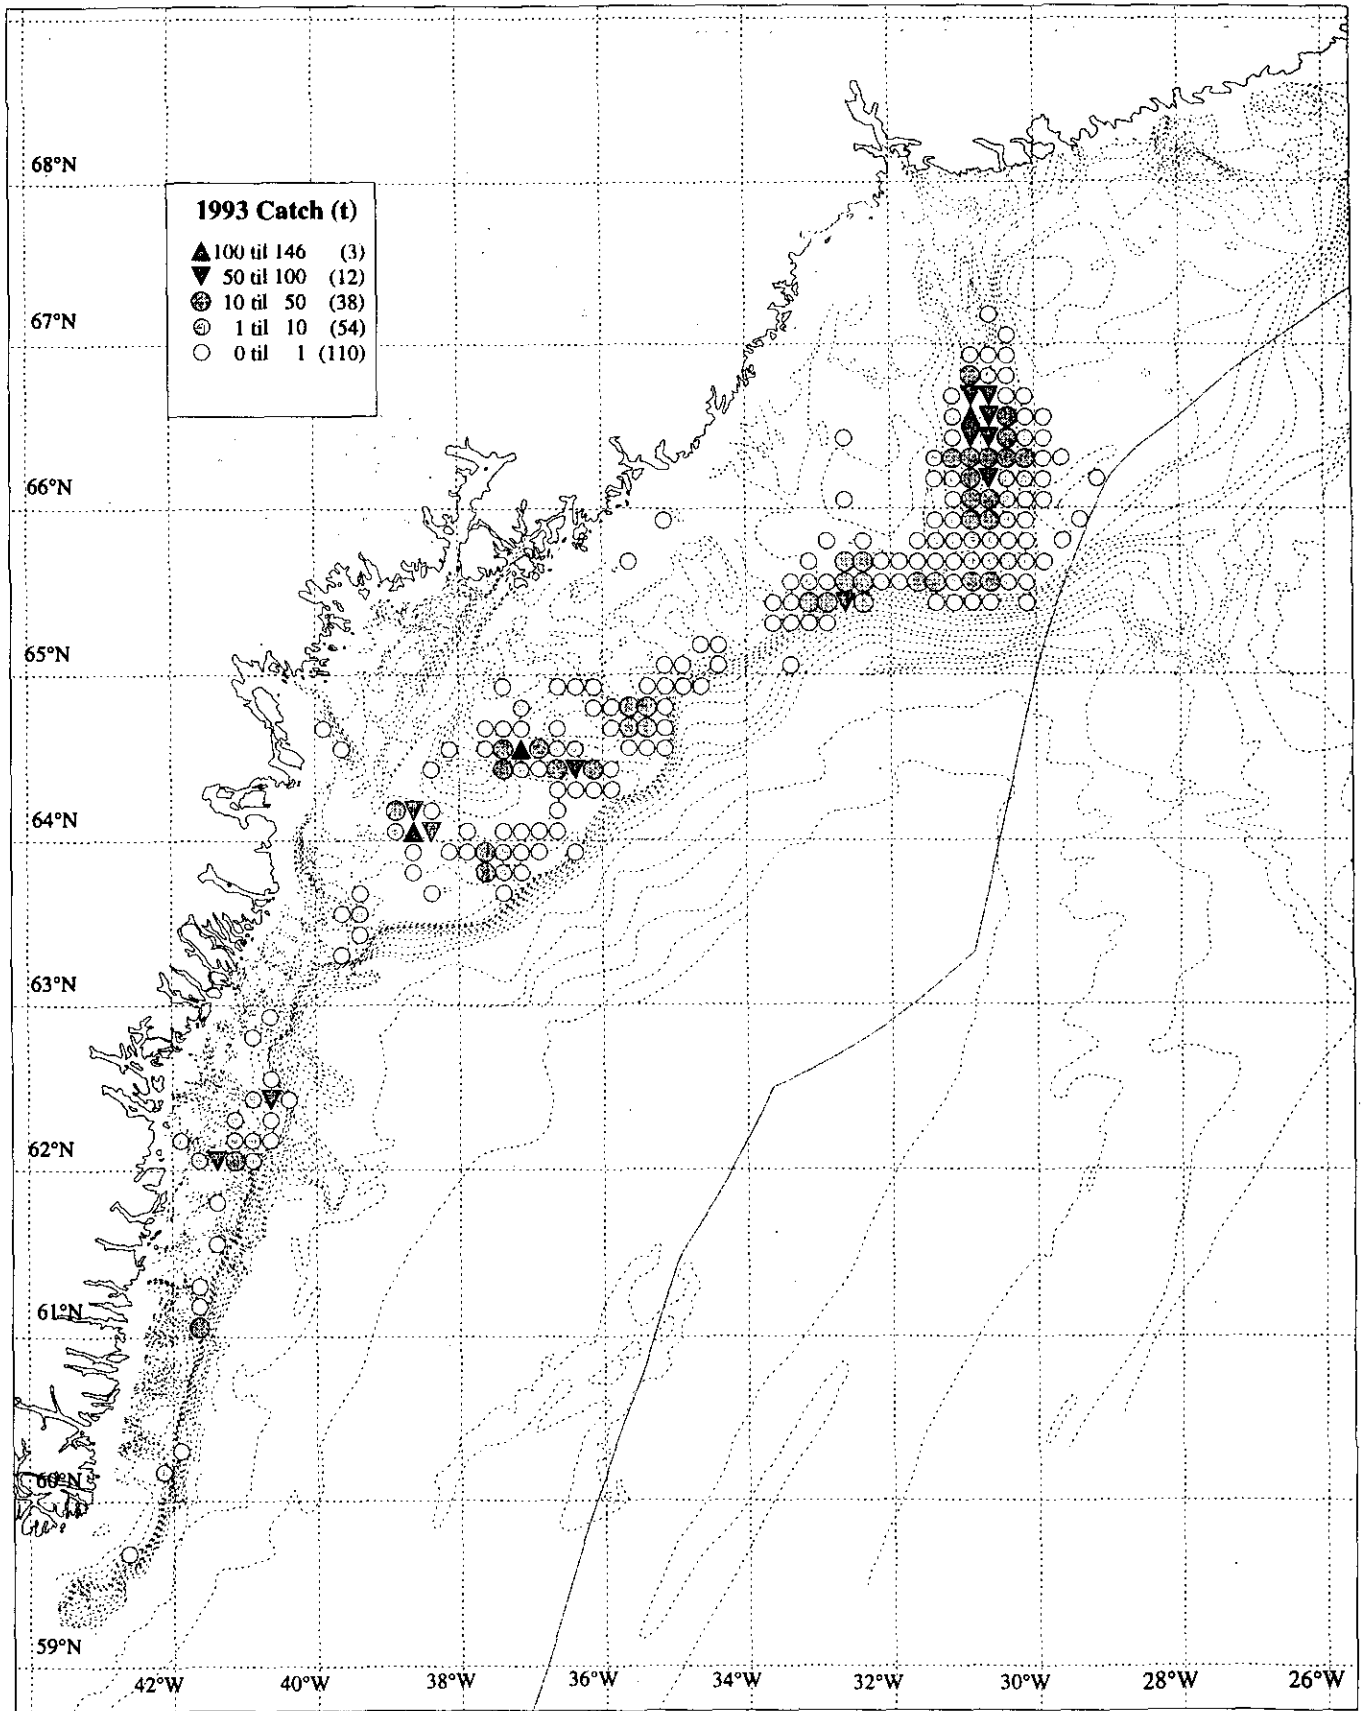 68°N
1993 Catch (t)
100 til 146 (3)
50 til 100 (12)
10 til 50 (38)
1 til 10 (54)
0 til 1 (110)
67°N
66°N
65°N
64°N
63°N
62°N
61°N
60°N
59°N
42°W 40°W 38°W 36°W 34°W 32°W 30°W 28°W 26°W